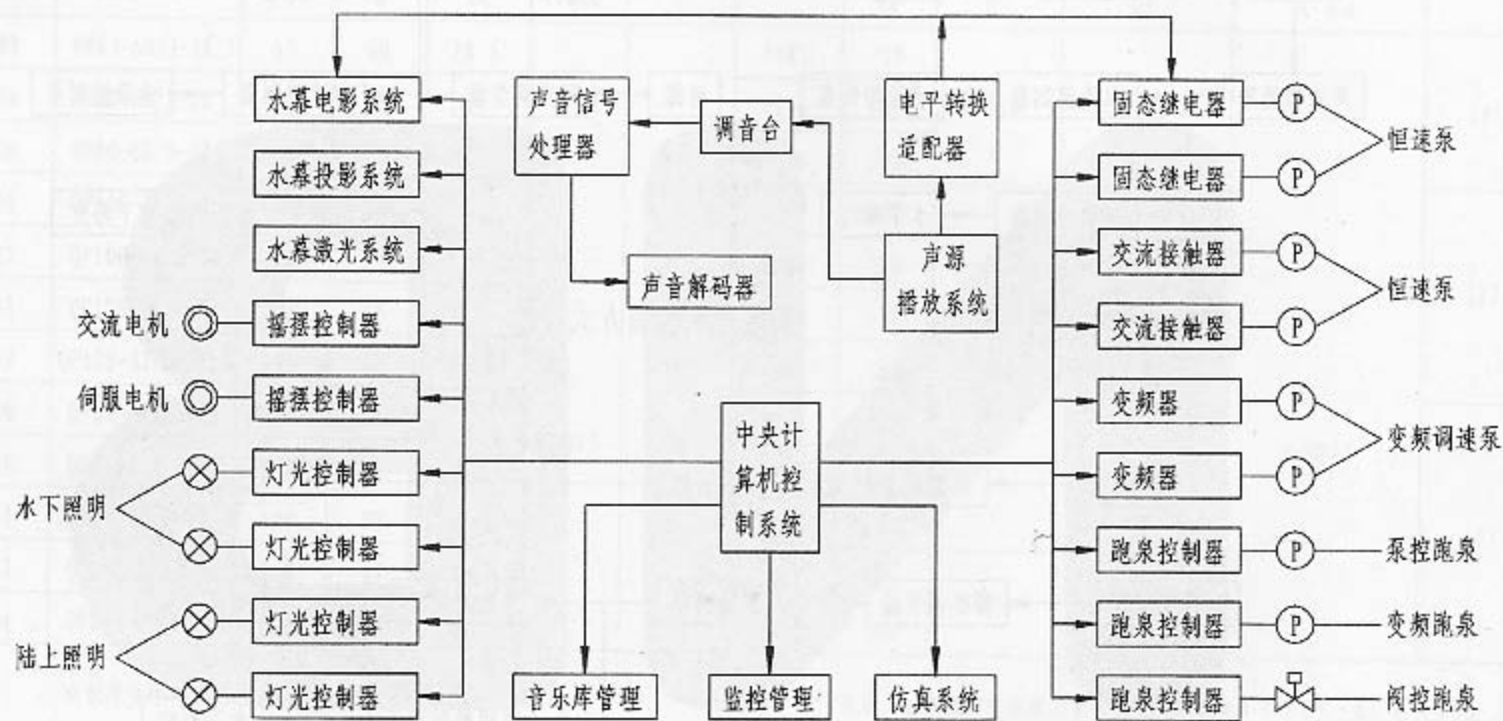 水幕电影系统
水幕投影系统
水幕激光系统
交流电机
摇摆控制器
伺服电机
摇摆控制器
灯光控制器
水下照明
灯光控制器
灯光控制器
陆上照明
灯光控制器
声音信号
处理器
调音台
声音解码器
电平转换
适配器
声源
播放系统
中央计
算机控
制系统
音乐库管理
监控管理
仿真系统
固态继电器
P
固态继电器
P
恒速泵
交流接触器
P
交流接触器
P
恒速泵
变频器
P
变频器
P
变频调速泵
跑泉控制器
P
泵控跑泉
跑泉控制器
P
变频跑泉
跑泉控制器
阀控跑泉